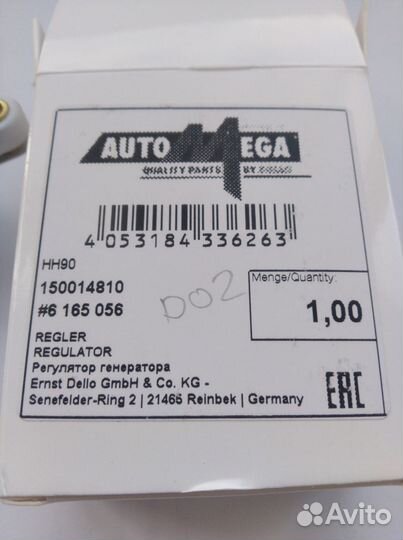 AUTO MEGA
QUALITY PARTS BY DELLO
4 053184 336263
HH90
150014810
#6 165 056
D02
Menge/Quantity:
1,00
REGLER
REGULATOR
Регулятор генератора
Ernst Dello GmbH & Co. KG -
Senefelder-Ring 2 | 21465 Reinbek | Germany
EAC
Avito